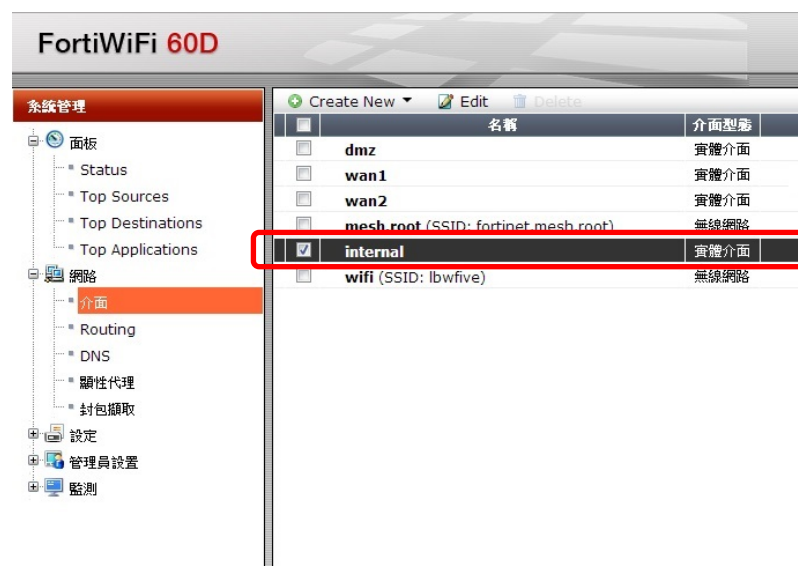 FortiWiFi 60D
系統管理
面板
Status
Top Sources
Top Destinations
Top Applications
網路
介面
Routing
DNS
顯性代理
封包擷取
設定
管理員設置
監測
Create New Edit Delete
名稱 介面型態
dmz 實體介面
wan1 實體介面
wan2 實體介面
mesh.root (SSID: fortinet.mesh.root) 無線網路
internal 實體介面
wifi (SSID: lbwfive) 無線網路